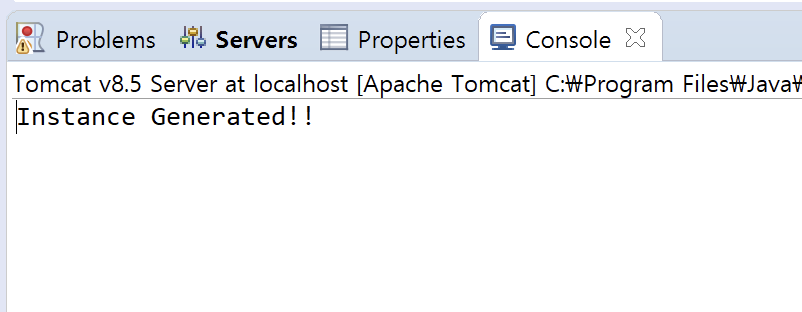 Problems Servers Properties Console
Tomcat v8.5 Server at localhost [Apache Tomcat] C:₩Program Files₩Java₩
Instance Generated!!